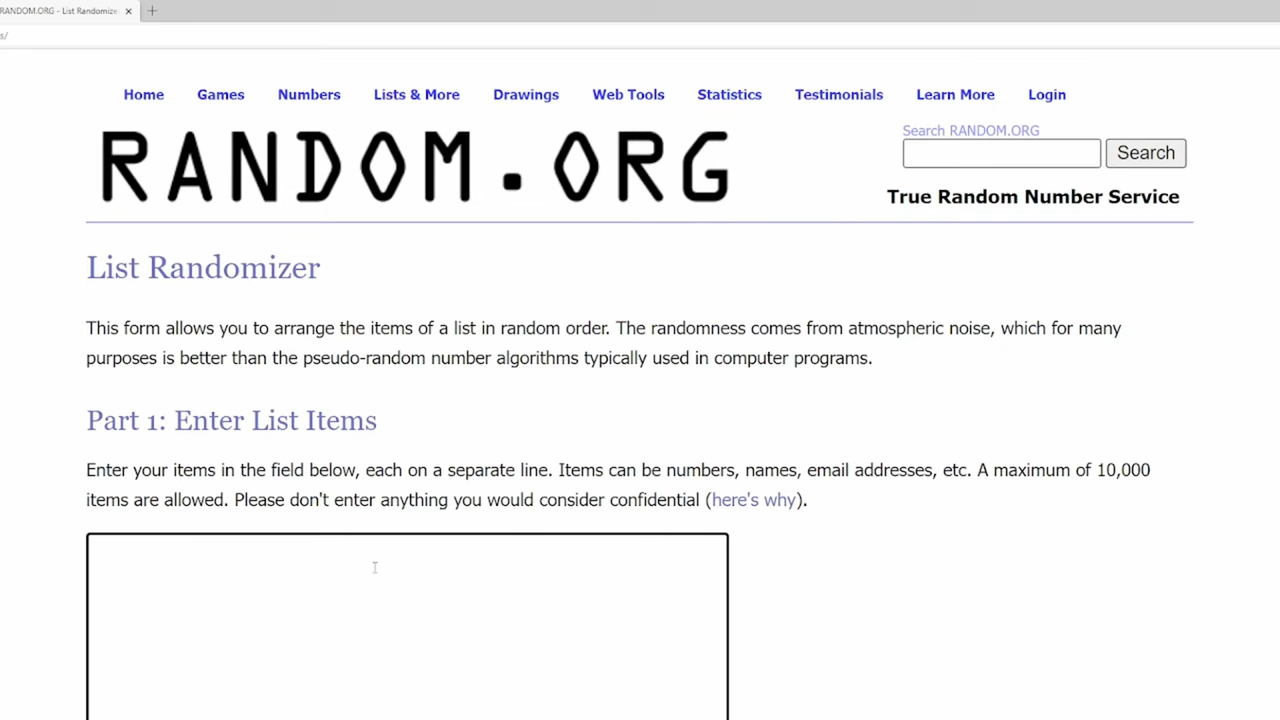 RANDOM.ORG - List Randomize
s/
Home Games Numbers Lists & More Drawings Web Tools Statistics Testimonials Learn More Login
RANDOM.ORG
Search RANDOM.ORG
Search
True Random Number Service
List Randomizer
This form allows you to arrange the items of a list in random order. The randomness comes from atmospheric noise, which for many
purposes is better than the pseudo-random number algorithms typically used in computer programs.
Part 1: Enter List Items
Enter your items in the field below, each on a separate line. Items can be numbers, names, email addresses, etc. A maximum of 10,000
items are allowed. Please don't enter anything you would consider confidential (here's why).